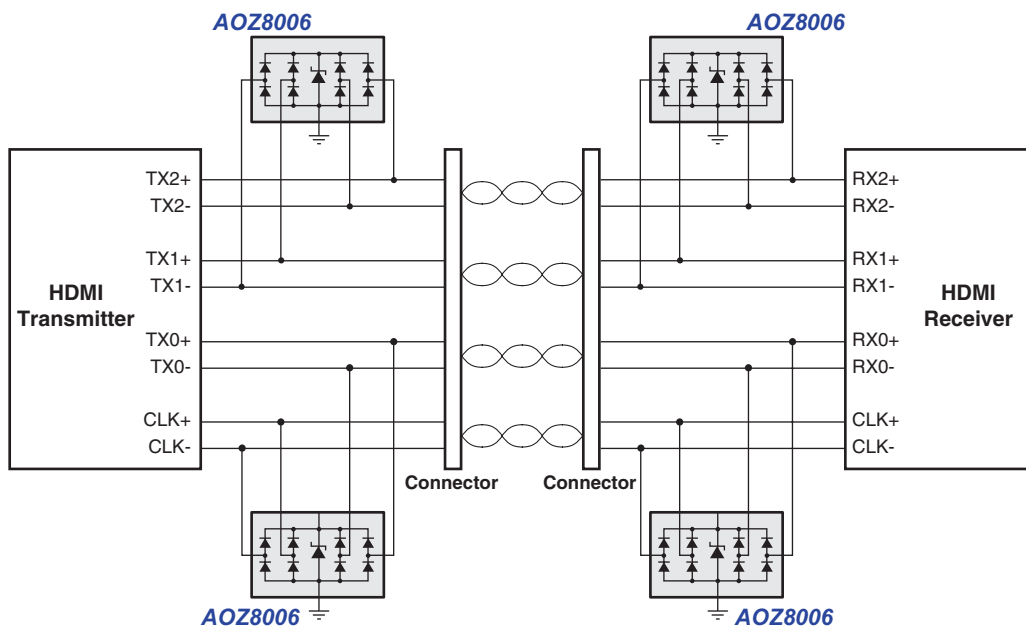 AOZ8006
AOZ8006
HDMI
Transmitter
TX2+
TX2-
TX1+
TX1-
TX0+
TX0-
CLK+
CLK-
Connector
Connector
RX2+
RX2-
RX1+
RX1-
RX0+
RX0-
CLK+
CLK-
HDMI
Receiver
AOZ8006
AOZ8006